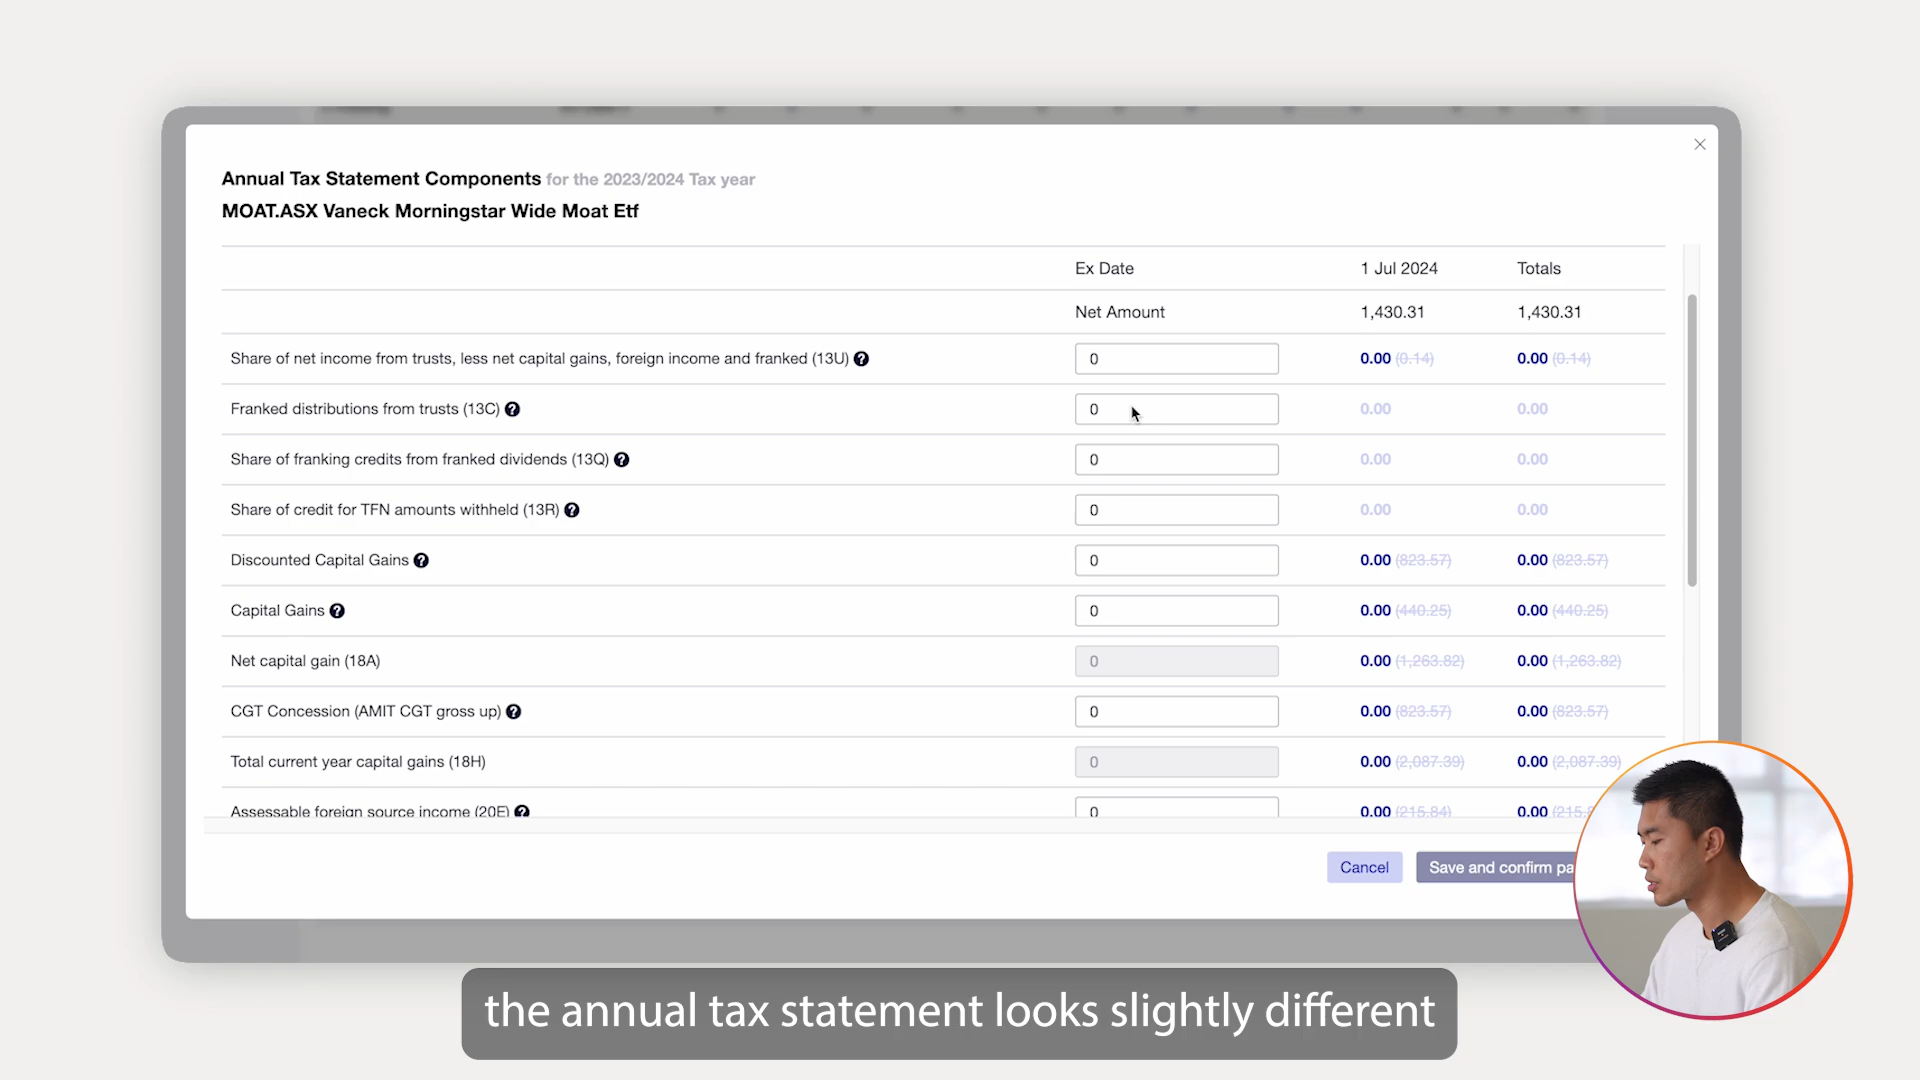 Annual Tax Statement Components for the 2023/2024 Tax year
MOAT.ASX Vaneck Morningstar Wide Moat Etf
Ex Date 1 Jul 2024 Totals
Net Amount 1,430.31 1,430.31
Share of net income from trusts, less net capital gains, foreign income and franked (13U) ? 0 0.00 (0.14) 0.00 (0.14)
Franked distributions from trusts (13C) ? 0 0.00 0.00
Share of franking credits from franked dividends (13Q) ? 0 0.00 0.00
Share of credit for TFN amounts withheld (13R) ? 0 0.00 0.00
Discounted Capital Gains ? 0 0.00 (823.57) 0.00 (823.57)
Capital Gains ? 0 0.00 (440.25) 0.00 (440.25)
Net capital gain (18A) 0 0.00 (1,263.82) 0.00 (1,263.82)
CGT Concession (AMIT CGT gross up) ? 0 0.00 (823.57) 0.00 (823.57)
Total current year capital gains (18H) 0 0.00 (2,087.39) 0.00 (2,087.39)
Assessable foreign source income (20E) ? 0 0.00 (215.84) 0.00 (215.8
Cancel Save and confirm pa
the annual tax statement looks slightly different